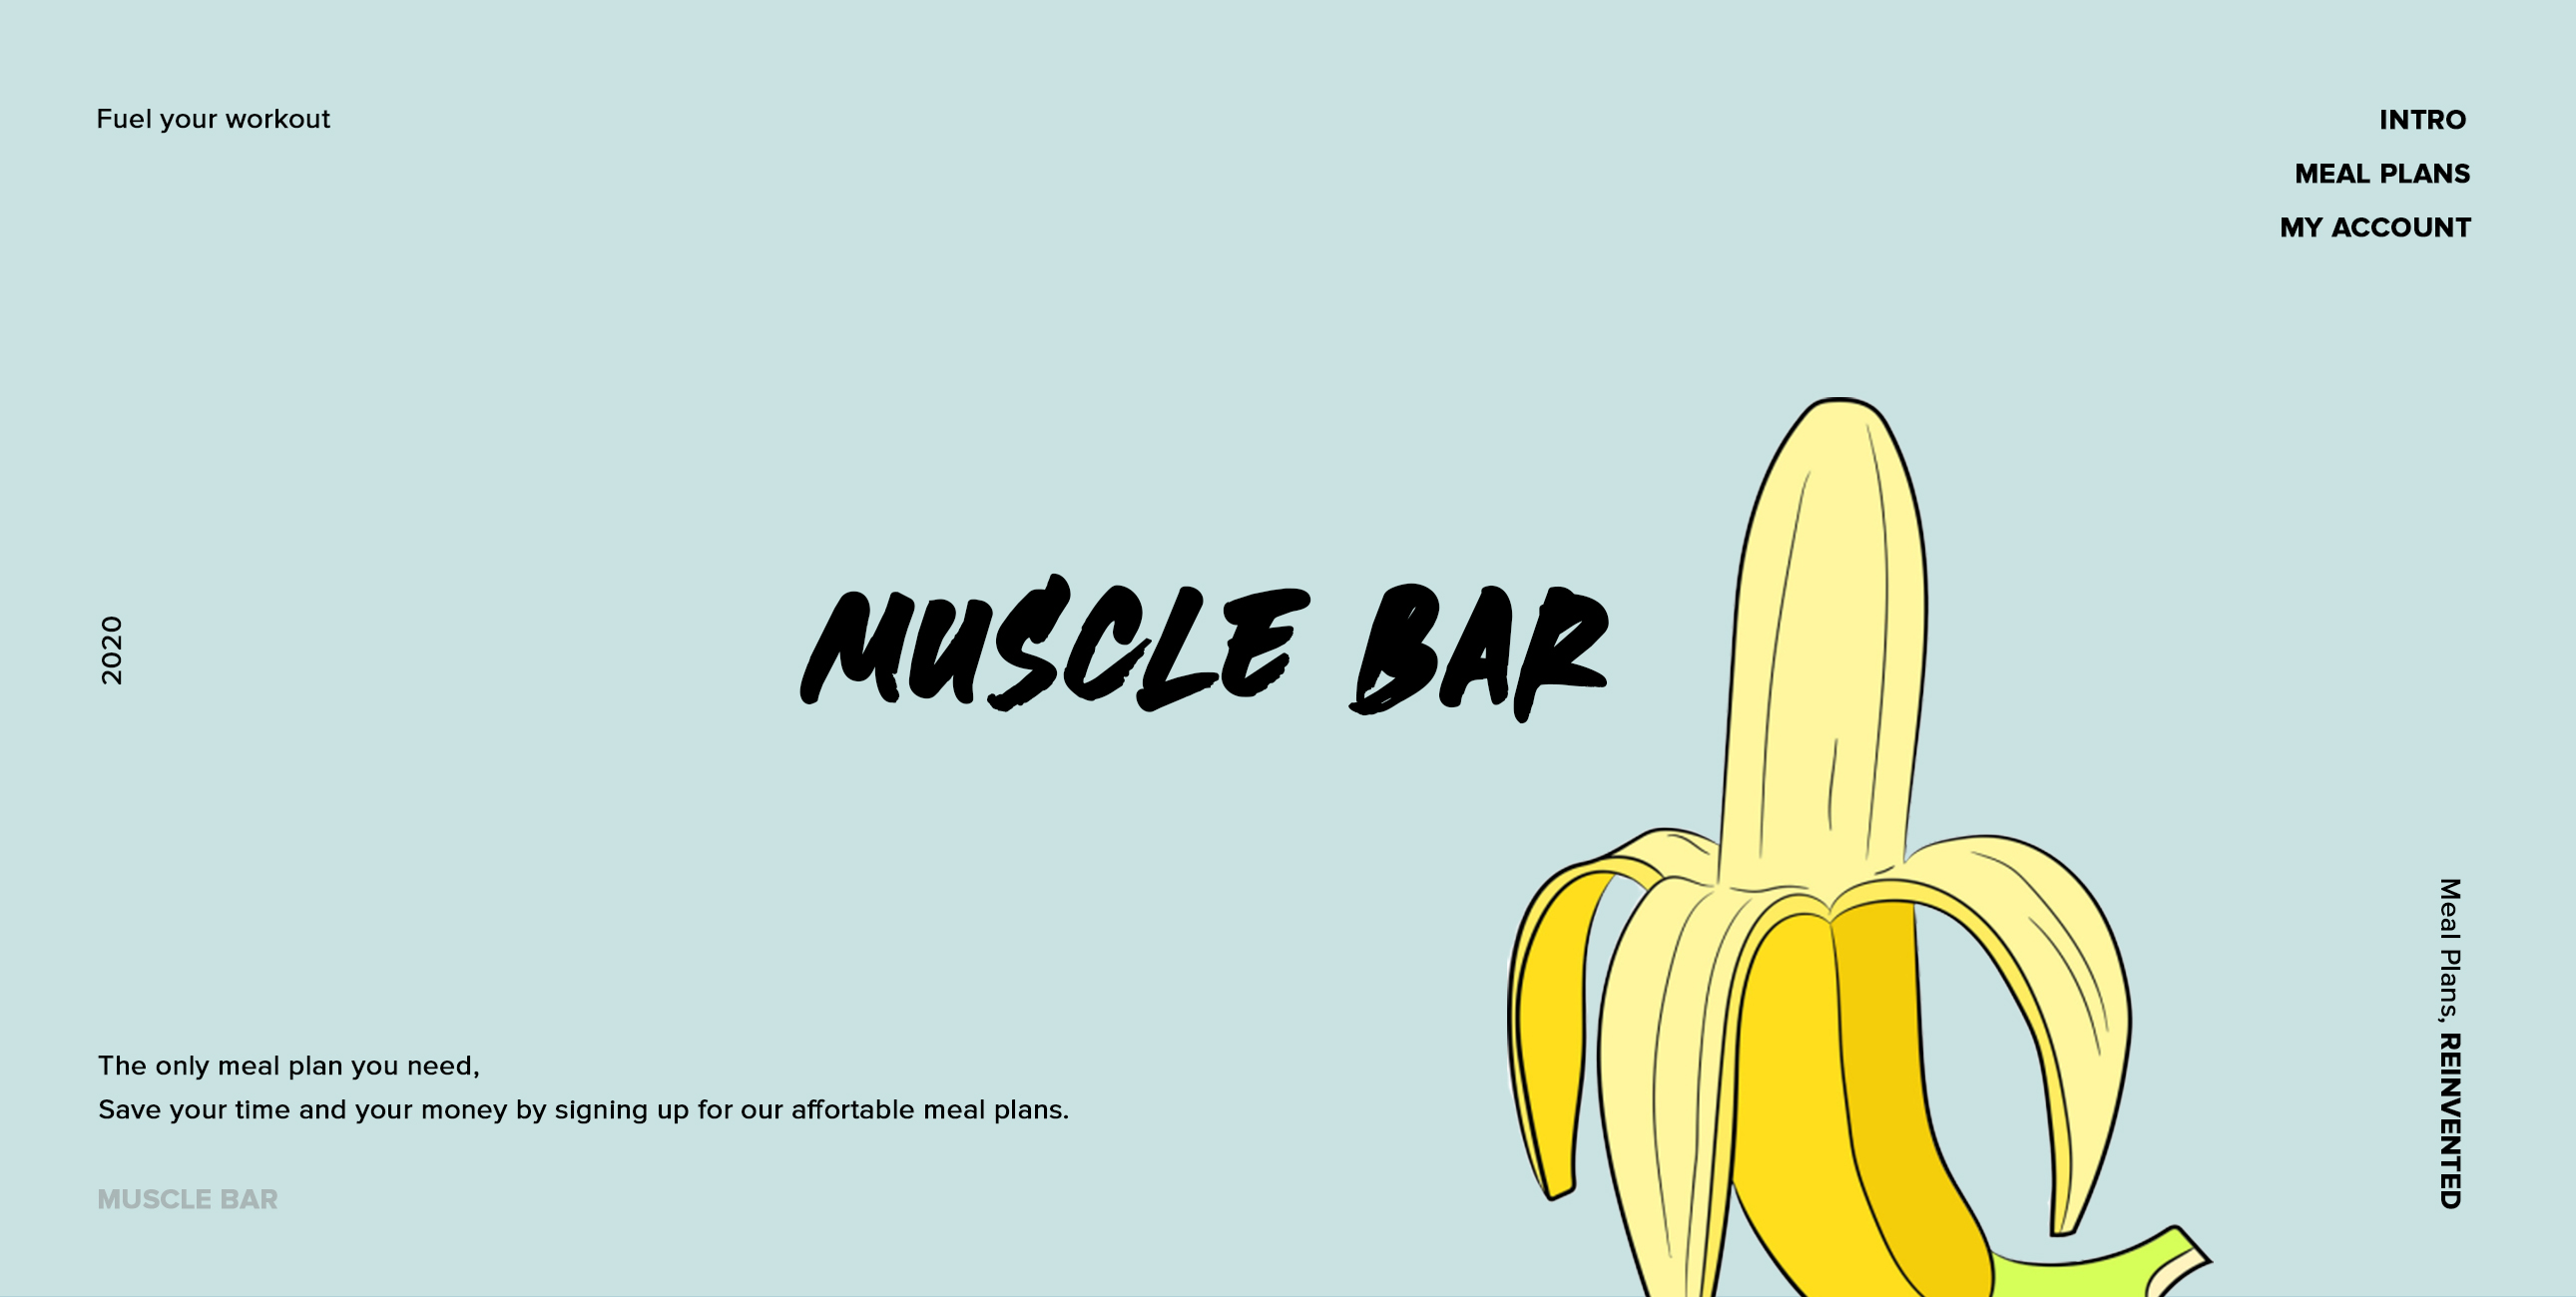 Fuel your workout
INTRO
MEAL PLANS
MY ACCOUNT
MUSCLE BAR
2020
Meal Plans, REINVENTED
The only meal plan you need,
Save your time and your money by signing up for our affortable meal plans.
MUSCLE BAR